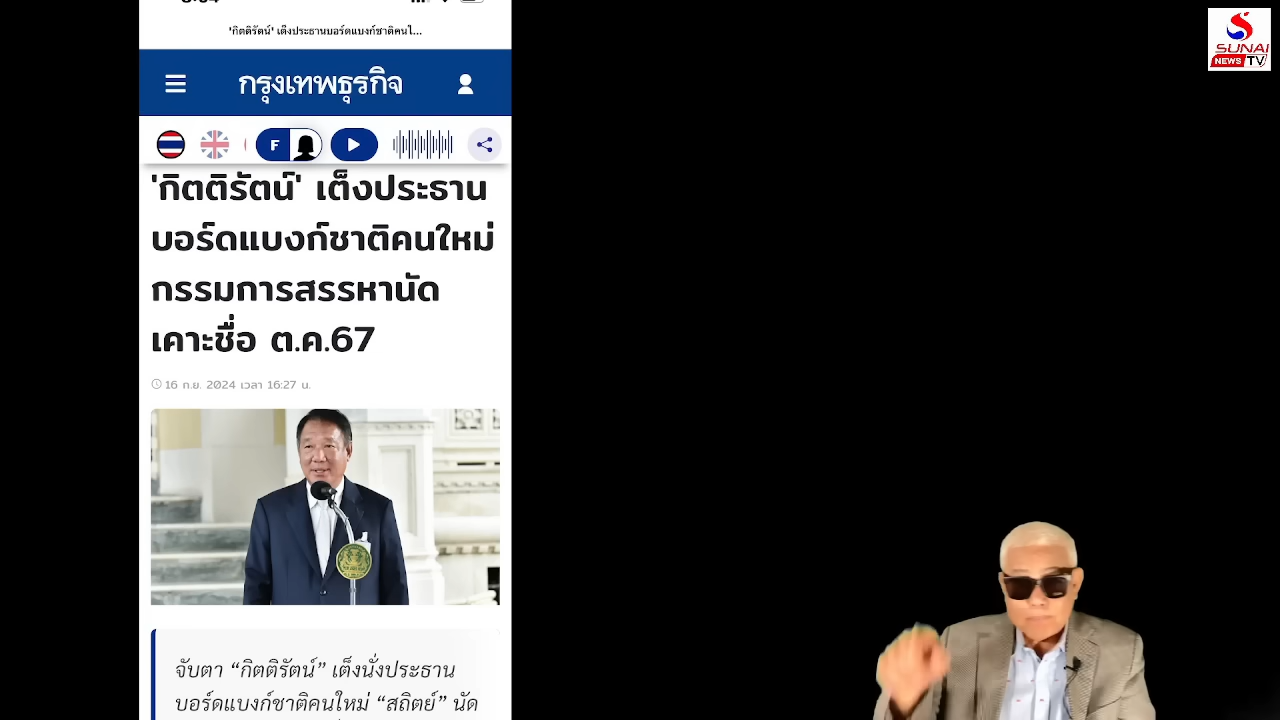 'กิตติรัตน์' เต็งประธานบอร์ดแบงก์ชาติคนใ...
กรุงเทพธุรกิจ
F
'กิตติรัตน์' เต็งประธาน
บอร์ดแบงก์ชาติคนใหม่
กรรมการสรรหานัด
เคาะชื่อ ต.ค.67
16 ก.ย. 2024 เวลา 16:27 น.
จับตา “กิตติรัตน์” เต็งนั่งประธาน
บอร์ดแบงก์ชาติคนใหม่ “สถิตย์” นัด
SUNAI
NEWS TV